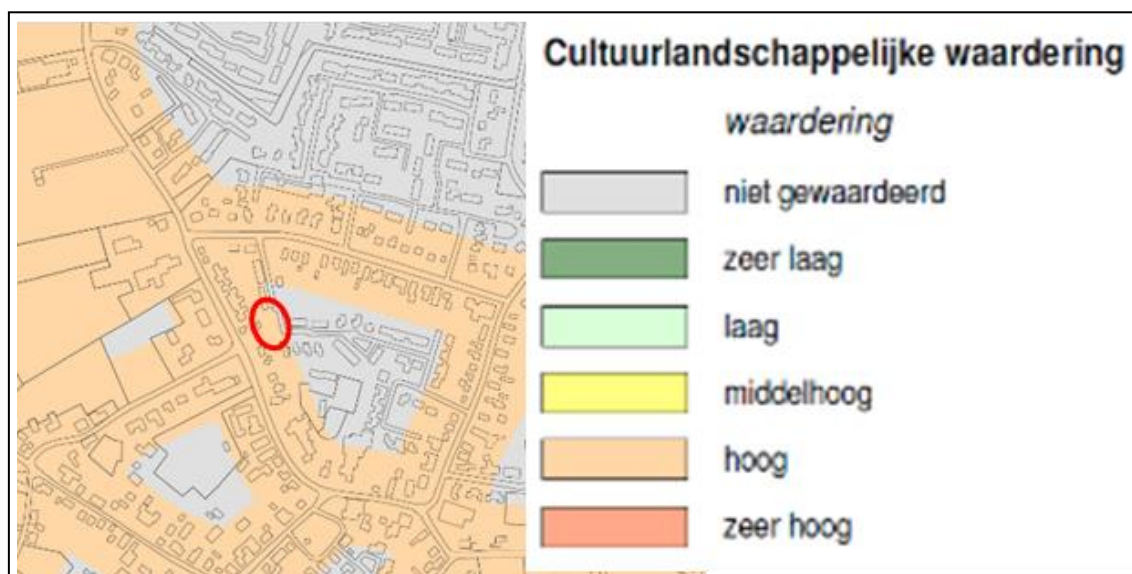 Cultuurlandschappelijke waardering
waardering
niet gewaardeerd
zeer laag
laag
middelhoog
hoog
zeer hoog